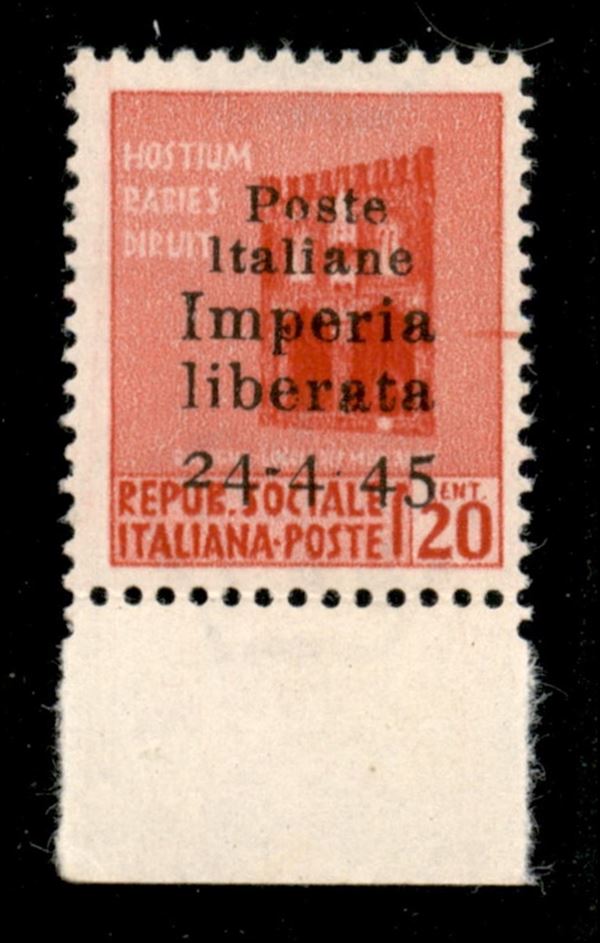 HOSTIUM
RABIES
DIRUIT
Poste
Italiane
Imperia
liberata
24-4-45
REPUB. SOCIALE
ITALIANA-POSTE
CENT.
20